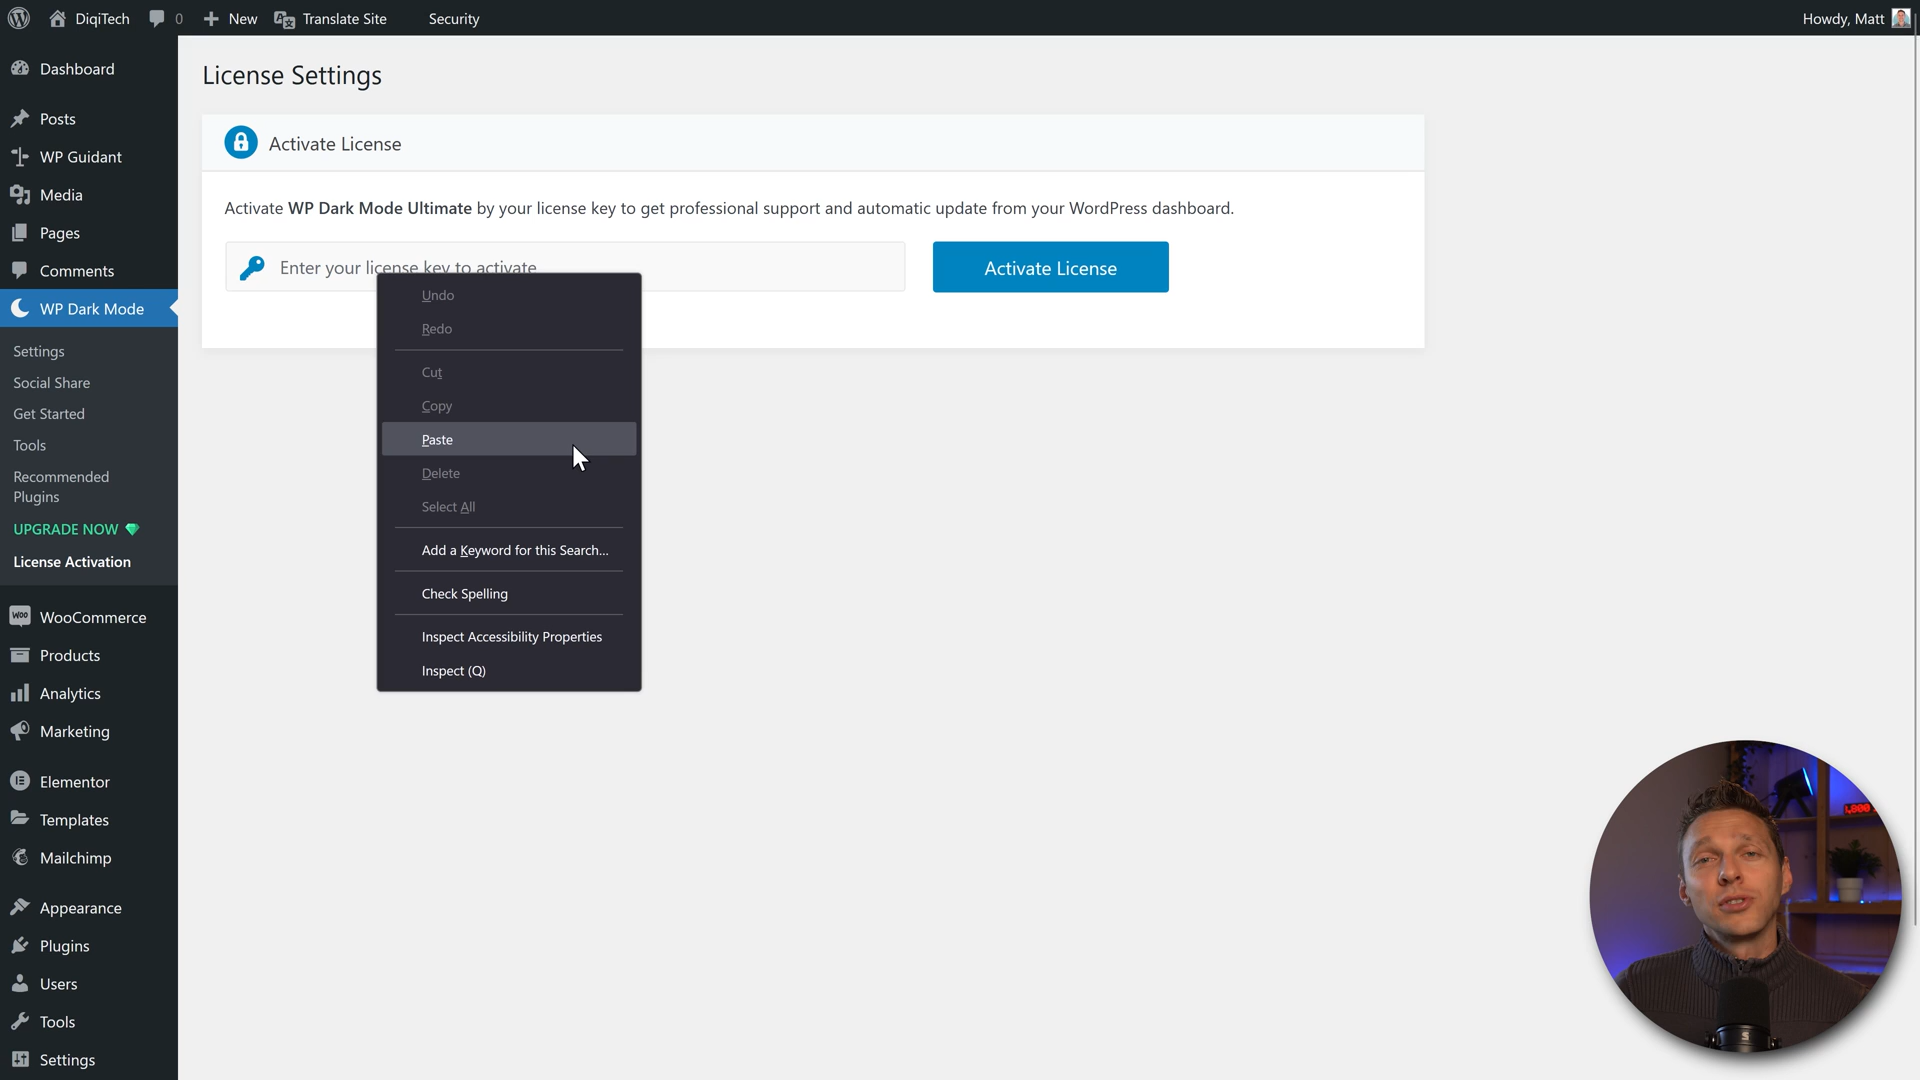 DiqiTech
0
New
Translate Site
Security
Howdy, Matt
Dashboard
Posts
WP Guidant
Media
Pages
Comments
WP Dark Mode
Settings
Social Share
Get Started
Tools
Recommended
Plugins
UPGRADE NOW
License Activation
WooCommerce
Products
Analytics
Marketing
Elementor
Templates
Mailchimp
Appearance
Plugins
Users
Tools
Settings
License Settings
Activate License
Activate WP Dark Mode Ultimate by your license key to get professional support and automatic update from your WordPress dashboard.
Enter your license key to activate
Activate License
Undo
Redo
Cut
Copy
Paste
Delete
Select All
Add a Keyword for this Search...
Check Spelling
Inspect Accessibility Properties
Inspect (Q)